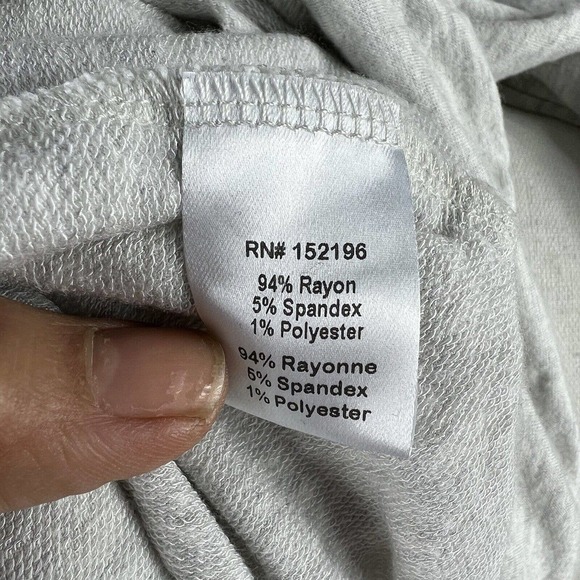 RN# 152196
94% Rayon
5% Spandex
1% Polyester
94% Rayonne
5% Spandex
1% Polyester